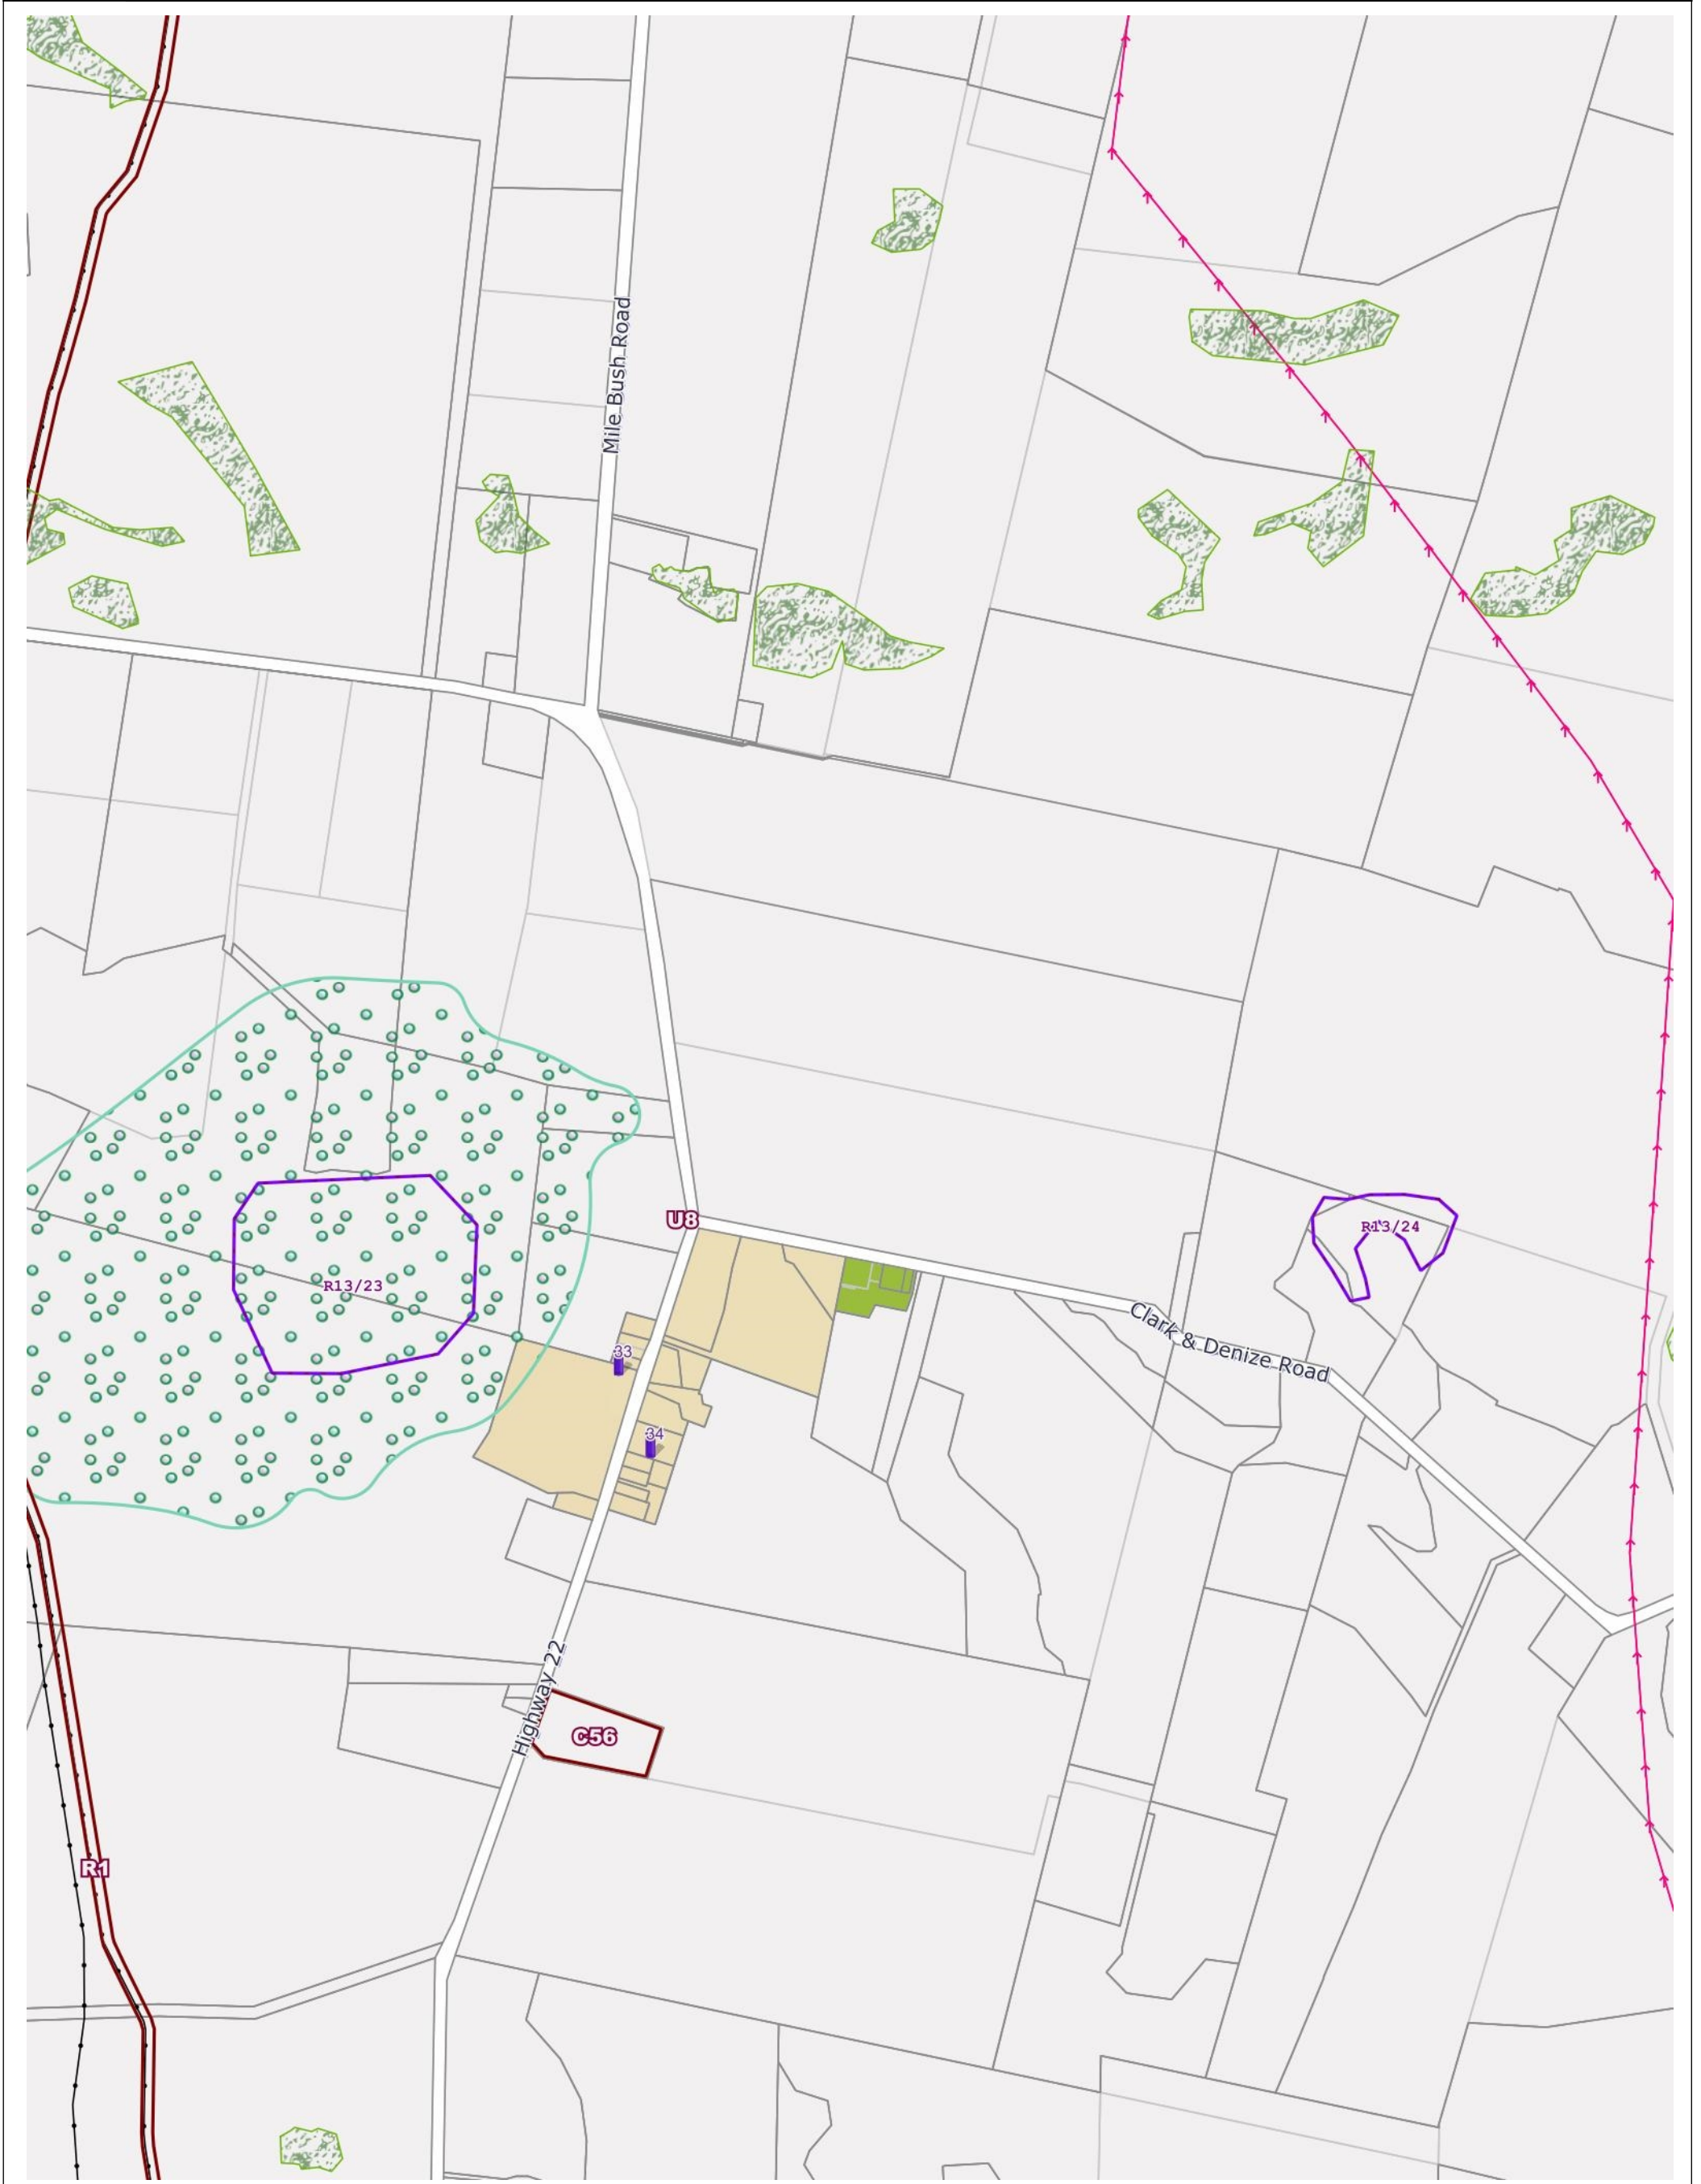 Mile Bush Road
U8
R13/24
R13/23
Clark & Denize Road
33
34
Highway 22
C56
R1